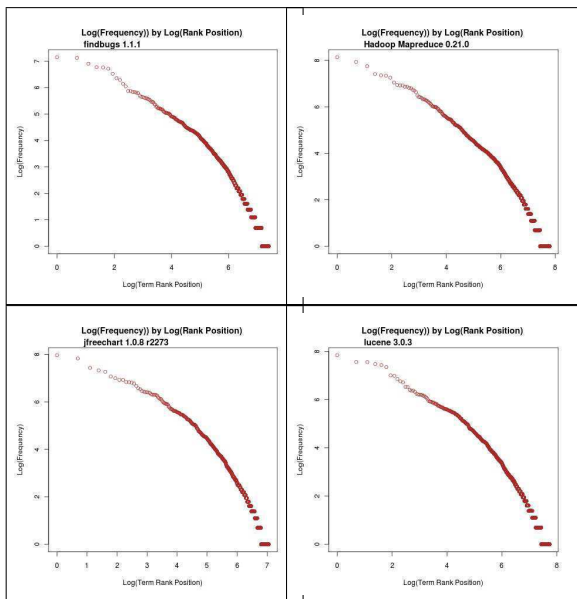 Log(Frequency)) by Log(Rank Position)
findbugs 1.1.1
Log(Frequency)
7
6
5
4
3
2
1
0
0 2 4 6
Log(Term Rank Position)
Log(Frequency)) by Log(Rank Position)
Hadoop Mapreduce 0.21.0
Log(Frequency)
8
6
4
2
0
0 2 4 6 8
Log(Term Rank Position)
Log(Frequency)) by Log(Rank Position)
jfreechart 1.0.8 r2273
Log(Frequency)
8
6
4
2
0
0 1 2 3 4 5 6 7
Log(Term Rank Position)
Log(Frequency)) by Log(Rank Position)
lucene 3.0.3
Log(Frequency)
8
6
4
2
0
0 2 4 6 8
Log(Term Rank Position)